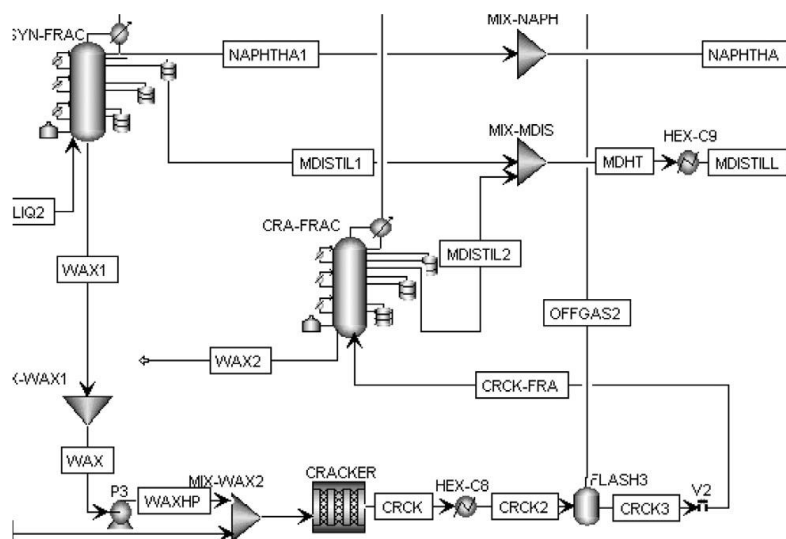 MIX-NAPH
SYN-FRAC
NAPHTHA1
NAPHTHA
MIX-MDIS
HEX-C9
MDISTIL1
MDHT
MDISTILL
LIQ2
CRA-FRAC
MDISTIL2
WAX1
OFFGAS2
WAX2
CRCK-FRA
X-WAX1
WAX
P3
WAXHP
MIX-WAX2
CRACKER
CRCK
HEX-C8
CRCK2
FLASH3
CRCK3
V2